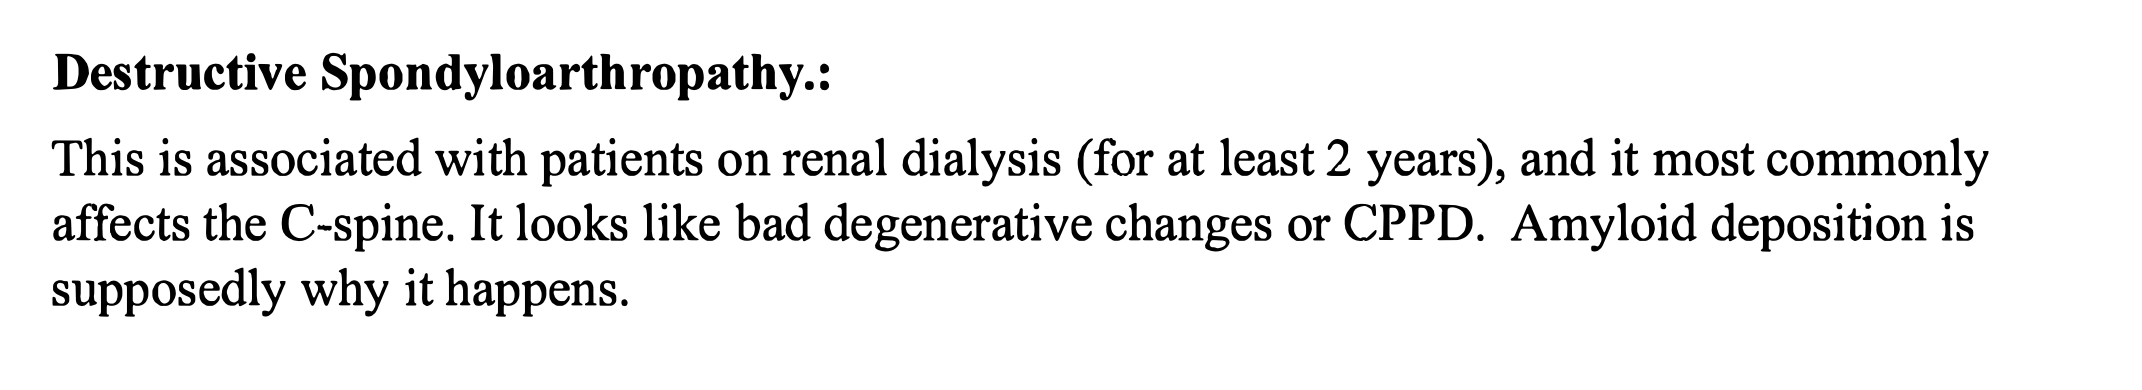 Destructive Spondyloarthropathy.:
This is associated with patients on renal dialysis (for at least 2 years), and it most commonly
affects the C-spine. It looks like bad degenerative changes or CPPD.  Amyloid deposition is
supposedly why it happens.